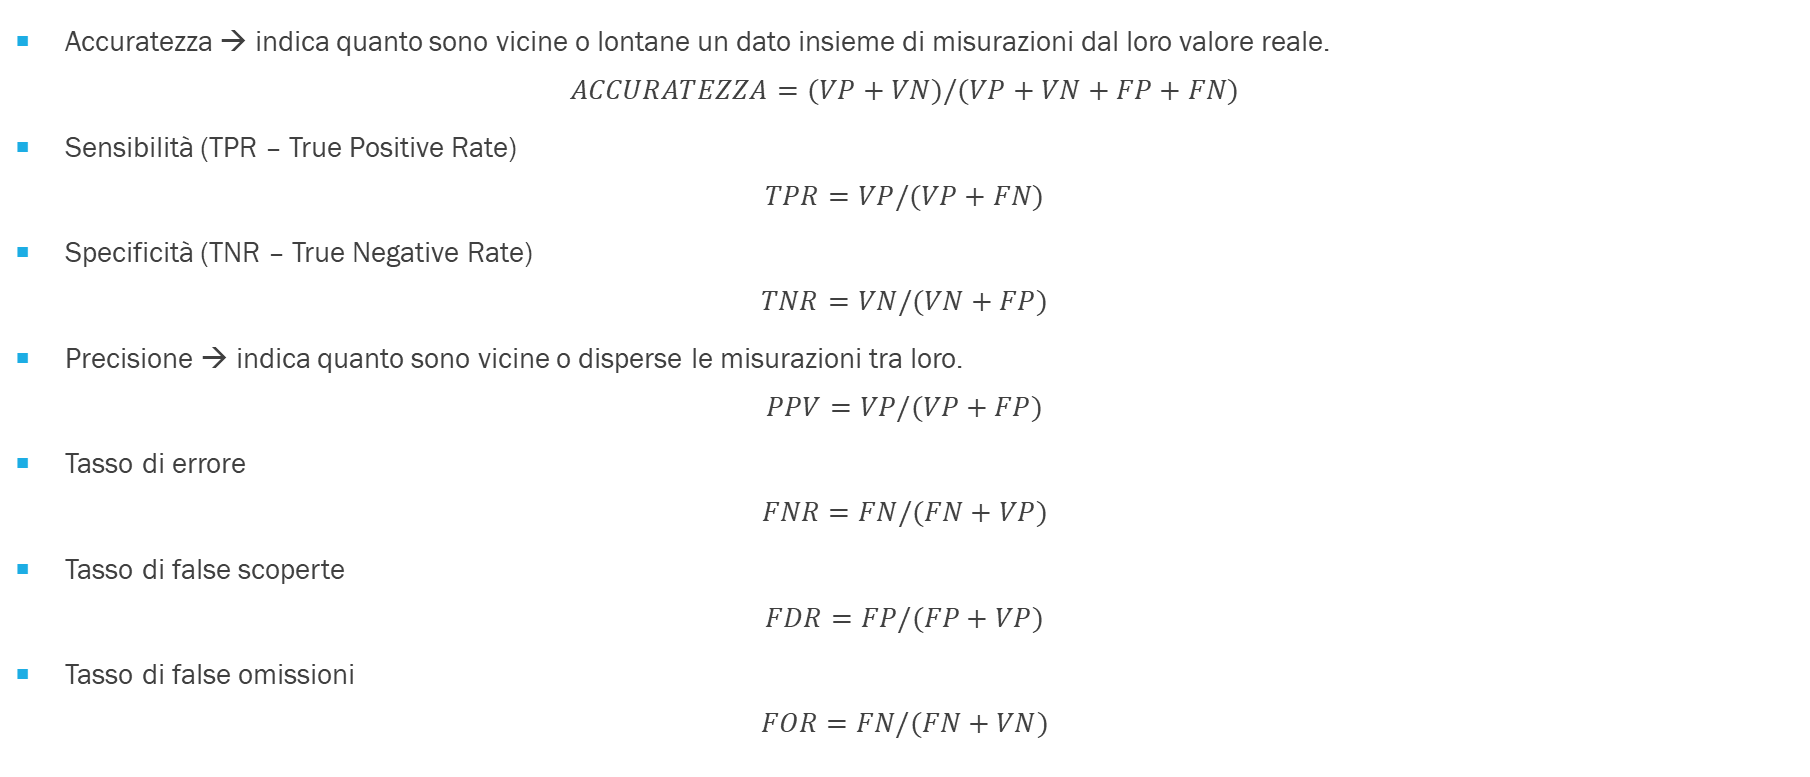 ▪ Accuratezza → indica quanto sono vicine o lontane un dato insieme di misurazioni dal loro valore reale.
ACCURATEZZA = (VP + VN)/(VP + VN + FP + FN)
▪ Sensibilità (TPR – True Positive Rate)
TPR = VP/(VP + FN)
▪ Specificità (TNR – True Negative Rate)
TNR = VN/(VN + FP)
▪ Precisione → indica quanto sono vicine o disperse le misurazioni tra loro.
PPV = VP/(VP + FP)
▪ Tasso di errore
FNR = FN/(FN + VP)
▪ Tasso di false scoperte
FDR = FP/(FP + VP)
▪ Tasso di false omissioni
FOR = FN/(FN + VN)